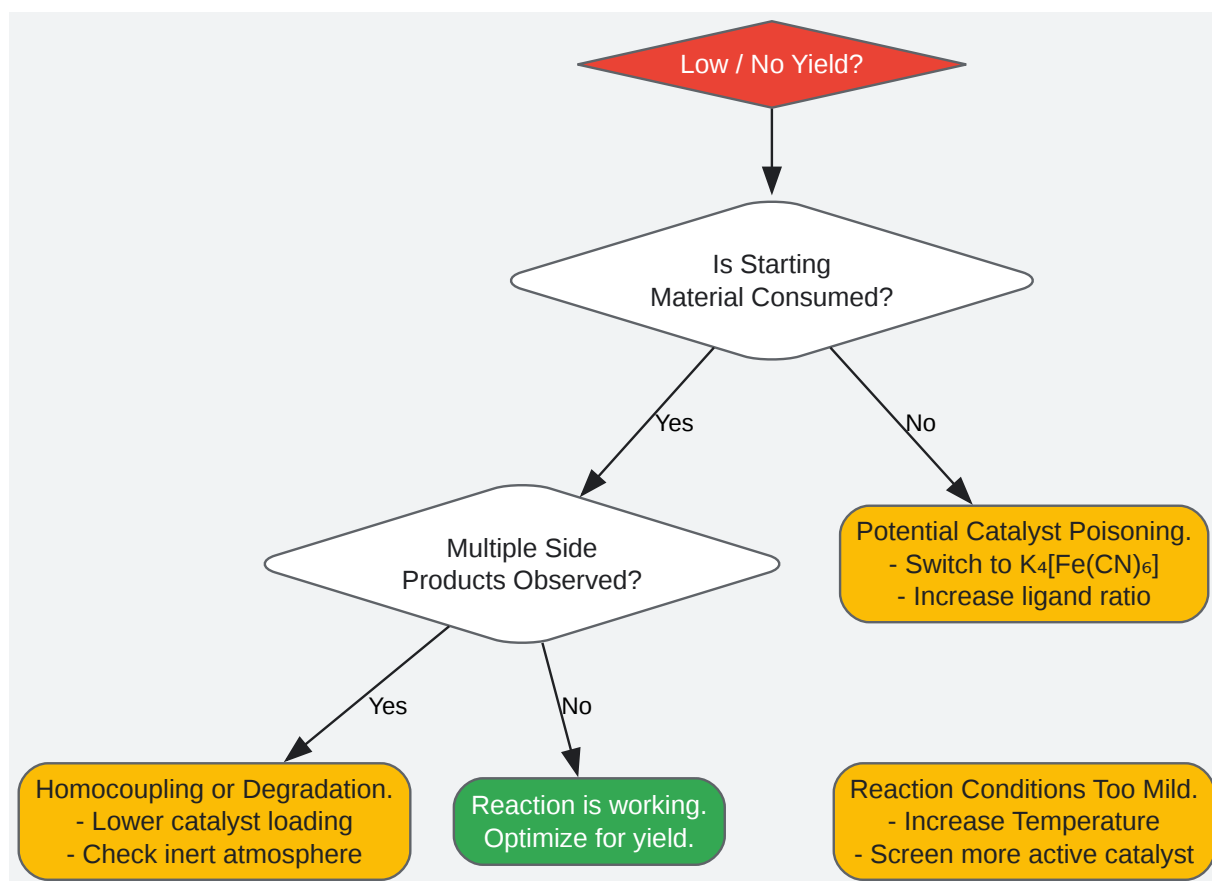 Low / No Yield?
Is Starting
Material Consumed?
Yes
No
Multiple Side
Products Observed?
Potential Catalyst Poisoning.
- Switch to K₄[Fe(CN)₆]
- Increase ligand ratio
Yes
No
Homocoupling or Degradation.
- Lower catalyst loading
- Check inert atmosphere
Reaction is working.
Optimize for yield.
Reaction Conditions Too Mild.
- Increase Temperature
- Screen more active catalyst